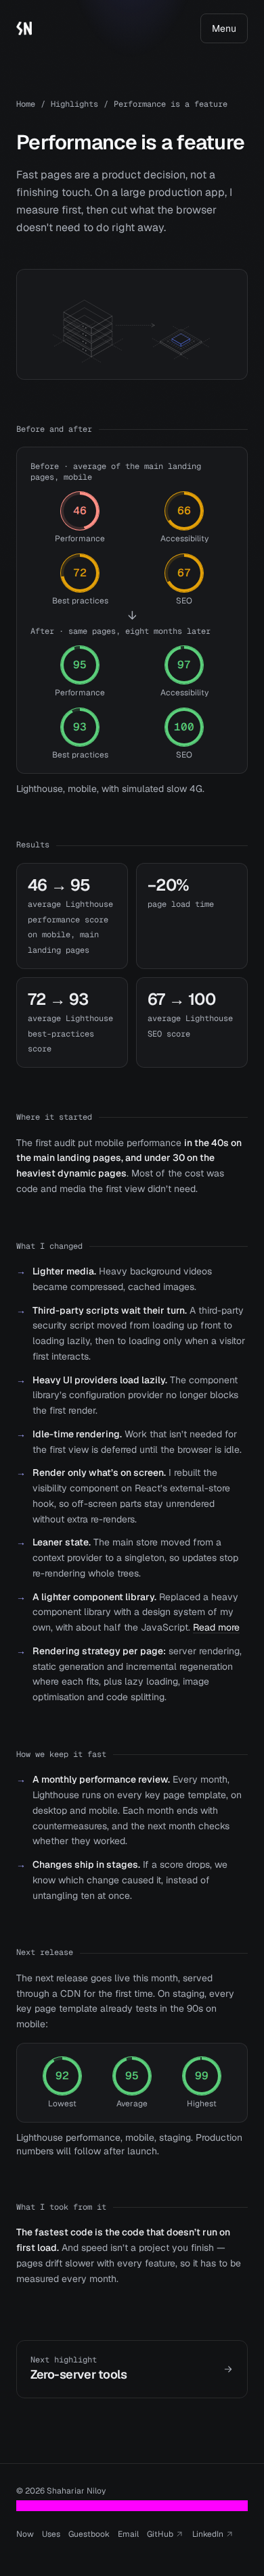 SN
Menu
Home / Highlights / Performance is a feature
Performance is a feature
Fast pages are a product decision, not a
finishing touch. On a large production app, I
measure first, then cut what the browser
doesn't need to do right away.
Before and after
Before · average of the main landing
pages, mobile
46 66
Performance Accessibility
72 67
Best practices SEO
↓
After · same pages, eight months later
95 97
Performance Accessibility
93 100
Best practices SEO
Lighthouse, mobile, with simulated slow 4G.
Results
46 → 95
average Lighthouse
performance score
on mobile, main
landing pages
−20%
page load time
72 → 93
average Lighthouse
best-practices
score
67 → 100
average Lighthouse
SEO score
Where it started
The first audit put mobile performance in the 40s on
the main landing pages, and under 30 on the
heaviest dynamic pages. Most of the cost was
code and media the first view didn't need.
What I changed
→ Lighter media. Heavy background videos
became compressed, cached images.
→ Third-party scripts wait their turn. A third-party
security script moved from loading up front to
loading lazily, then to loading only when a visitor
first interacts.
→ Heavy UI providers load lazily. The component
library's configuration provider no longer blocks
the first render.
→ Idle-time rendering. Work that isn't needed for
the first view is deferred until the browser is idle.
→ Render only what's on screen. I rebuilt the
visibility component on React's external-store
hook, so off-screen parts stay unrendered
without extra re-renders.
→ Leaner state. The main store moved from a
context provider to a singleton, so updates stop
re-rendering whole trees.
→ A lighter component library. Replaced a heavy
component library with a design system of my
own, with about half the JavaScript. Read more
→ Rendering strategy per page: server rendering,
static generation and incremental regeneration
where each fits, plus lazy loading, image
optimisation and code splitting.
How we keep it fast
→ A monthly performance review. Every month,
Lighthouse runs on every key page template, on
desktop and mobile. Each month ends with
countermeasures, and the next month checks
whether they worked.
→ Changes ship in stages. If a score drops, we
know which change caused it, instead of
untangling ten at once.
Next release
The next release goes live this month, served
through a CDN for the first time. On staging, every
key page template already tests in the 90s on
mobile:
92 95 99
Lowest Average Highest
Lighthouse performance, mobile, staging. Production
numbers will follow after launch.
What I took from it
The fastest code is the code that doesn't run on
first load. And speed isn't a project you finish —
pages drift slower with every feature, so it has to be
measured every month.
Next highlight
Zero-server tools →
© 2026 Shahariar Niloy
Now Uses Guestbook Email GitHub ↗ LinkedIn ↗